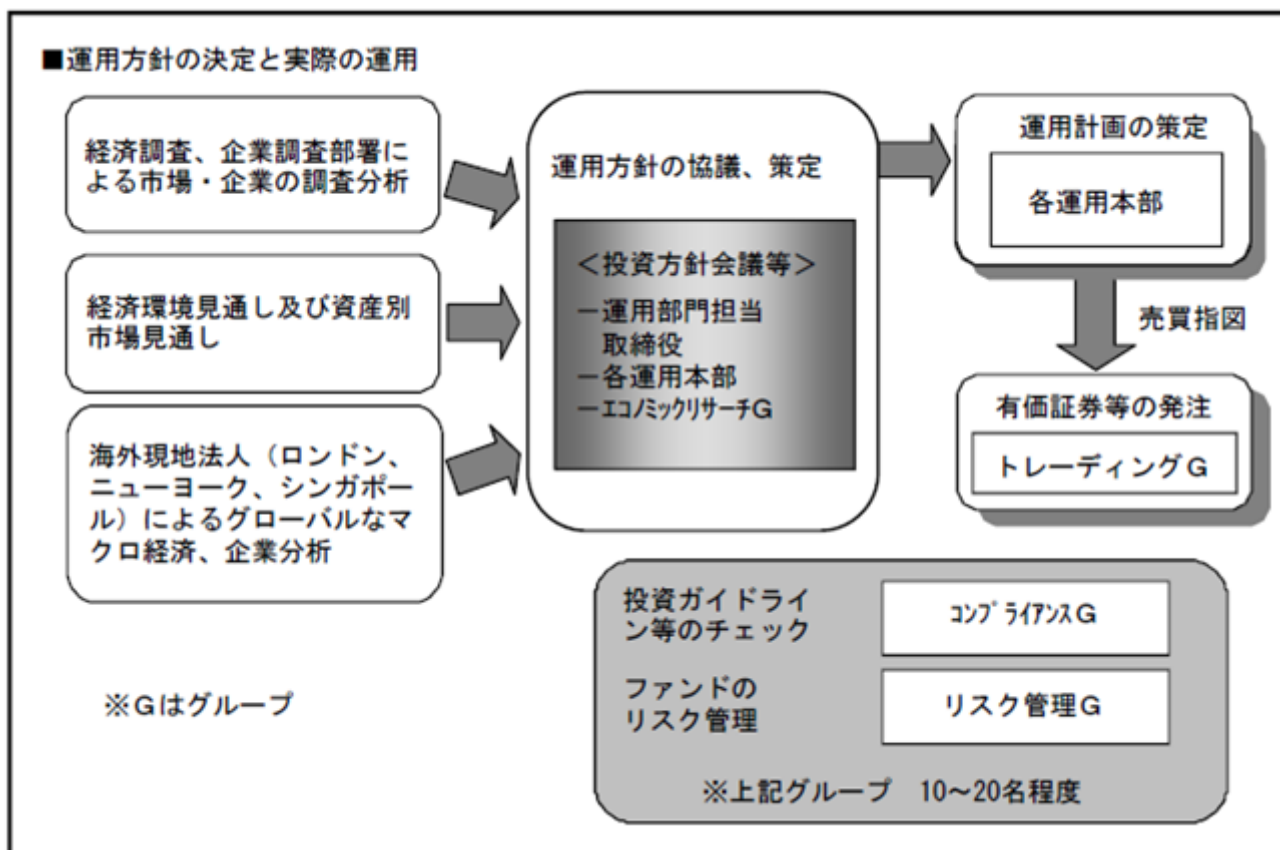 ■運用方針の決定と実際の運用
経済調査、企業調査部署に
よる市場・企業の調査分析
経済環境見通し及び資産別
市場見通し
海外現地法人（ロンドン、
ニューヨーク、シンガポー
ル）によるグローバルなマ
クロ経済、企業分析
※Ｇはグループ
運用方針の協議、策定
＜投資方針会議等＞
－運用部門担当
取締役
－各運用本部
－ｴｺﾉﾐｯｸﾘｻｰﾁＧ
運用計画の策定
各運用本部
売買指図
有価証券等の発注
トレーディングＧ
投資ガイドライ
ン等のチェック
ｺﾝﾌﾟﾗｲｱﾝｽＧ
ファンドの
リスク管理
リスク管理Ｇ
※上記グループ　10～20名程度